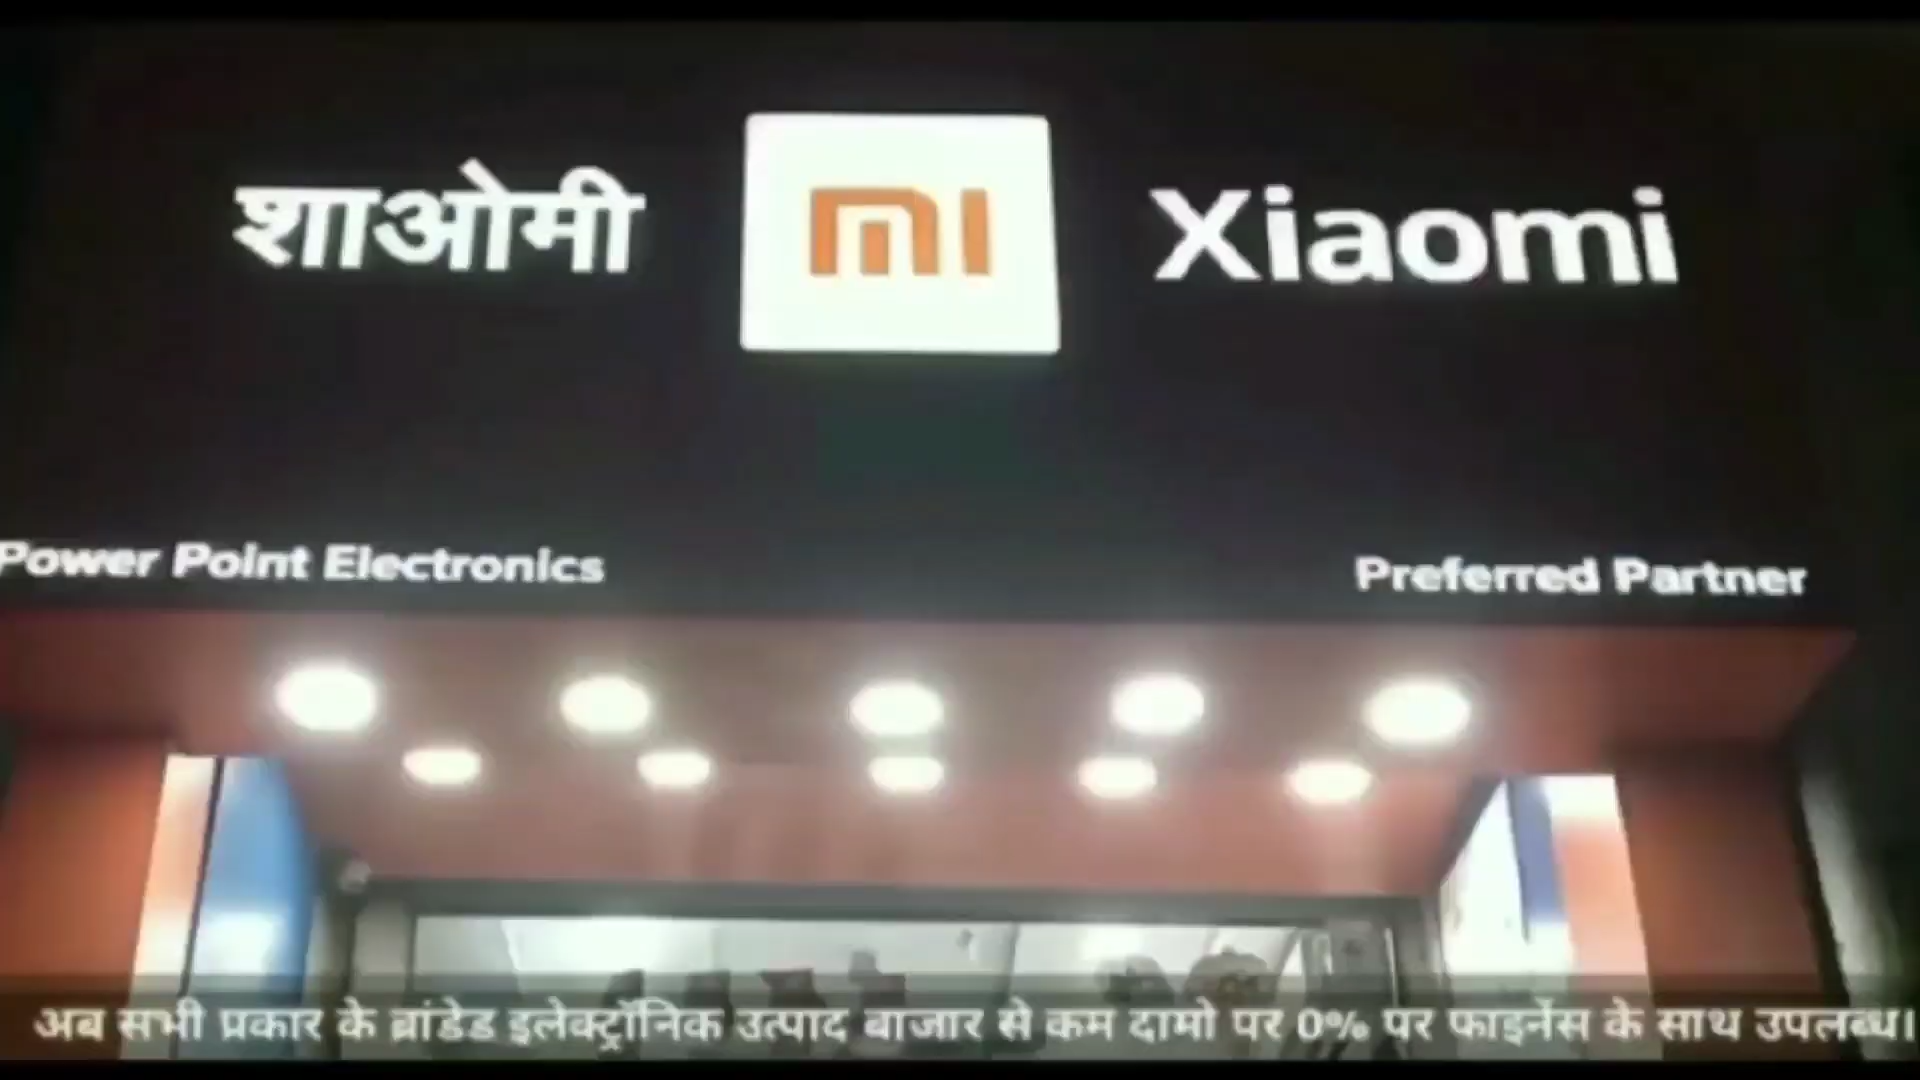 शाओमी mi Xiaomi
Power Point Electronics Preferred Partner
अब सभी प्रकार के ब्रांडेड इलेक्ट्रॉनिक उत्पाद बाजार से कम दामो पर 0% पर फाइनेंस के साथ उपलब्ध।